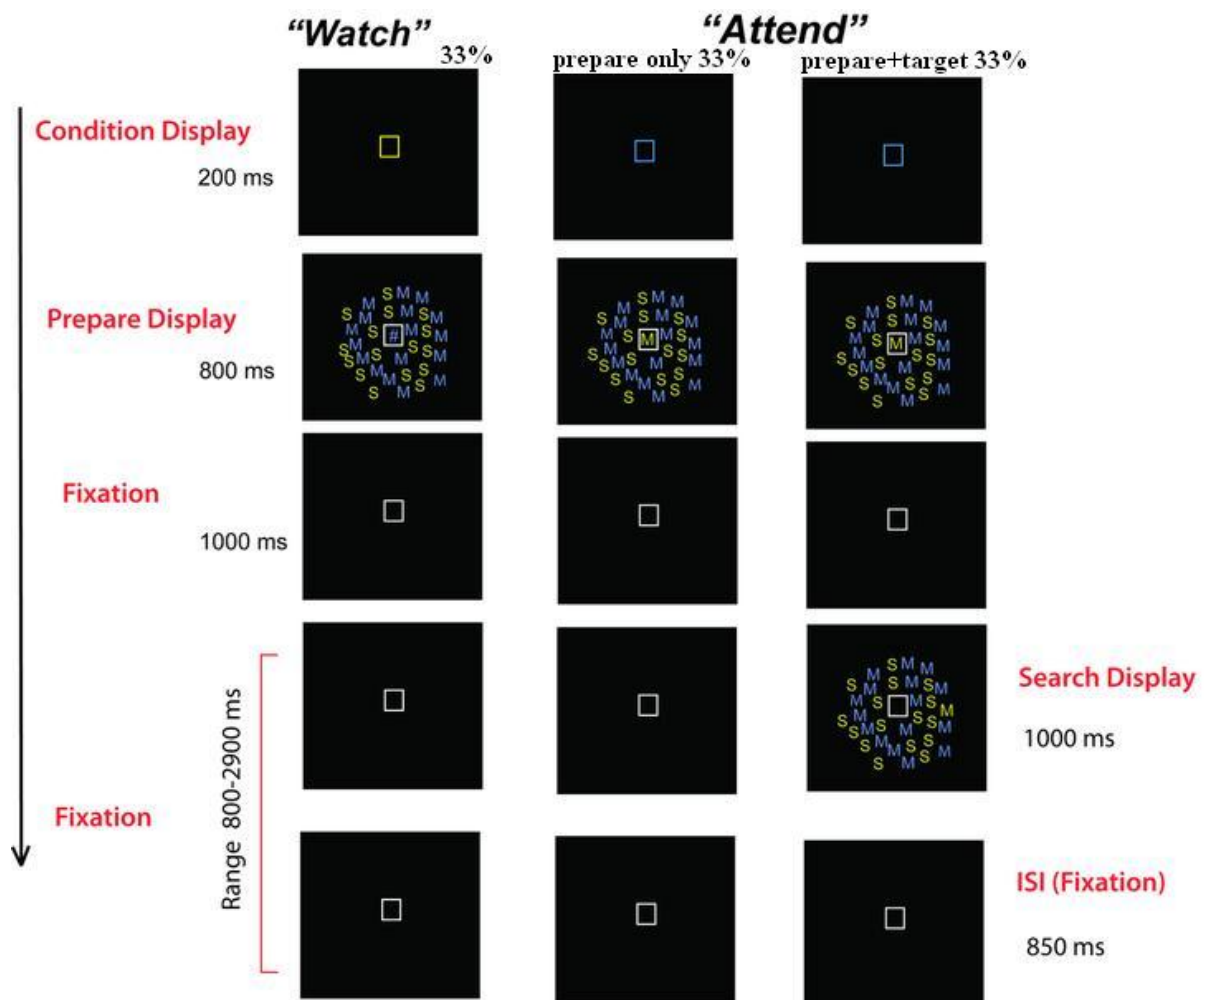 “Watch”
“Attend”
33%
prepare only 33%
prepare+target 33%
Condition Display
200 ms
Prepare Display
800 ms
#
M
M
Fixation
1000 ms
Search Display
1000 ms
Range 800-2900 ms
Fixation
ISI (Fixation)
850 ms